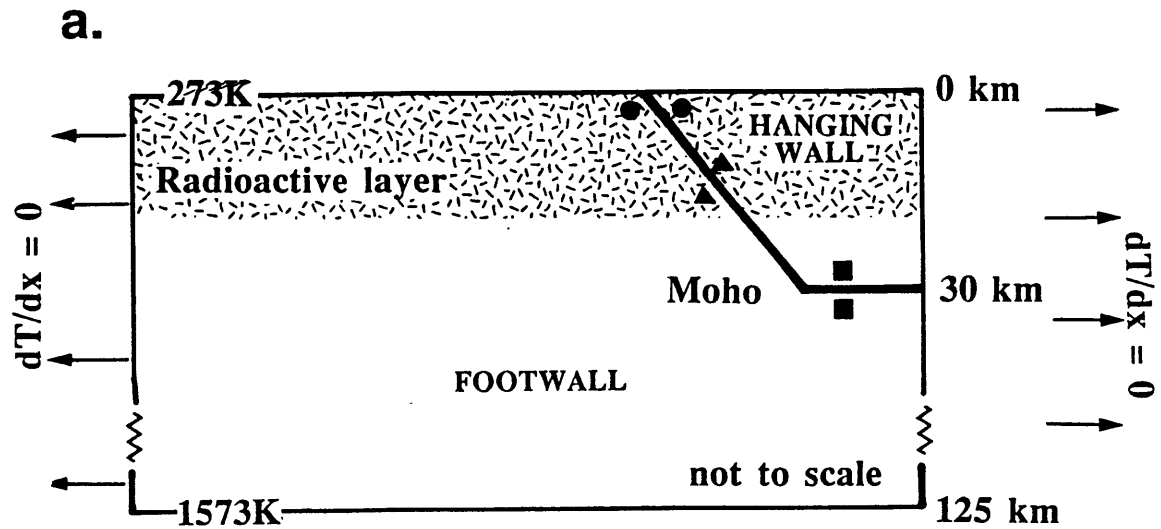 a.
273K
0 km
HANGING
WALL
Radioactive layer
dT/dx = 0
dT/dx = 0
Moho
30 km
FOOTWALL
not to scale
1573K
125 km